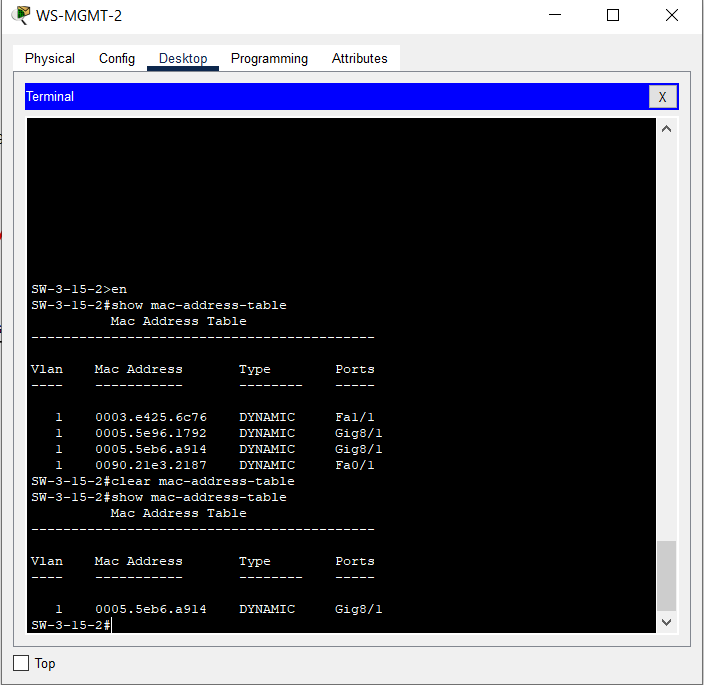 WS-MGMT-2
Physical Config Desktop Programming Attributes
Terminal X
SW-3-15-2>en
SW-3-15-2#show mac-address-table
Mac Address Table
-------------------------------------------
Vlan Mac Address Type Ports
---- ----------- -------- -----
1 0003.e425.6c76 DYNAMIC Fa1/1
1 0005.5e96.1792 DYNAMIC Gig8/1
1 0005.5eb6.a914 DYNAMIC Gig8/1
1 0090.21e3.2187 DYNAMIC Fa0/1
SW-3-15-2#clear mac-address-table
SW-3-15-2#show mac-address-table
Mac Address Table
-------------------------------------------
Vlan Mac Address Type Ports
---- ----------- -------- -----
1 0005.5eb6.a914 DYNAMIC Gig8/1
SW-3-15-2#
Top